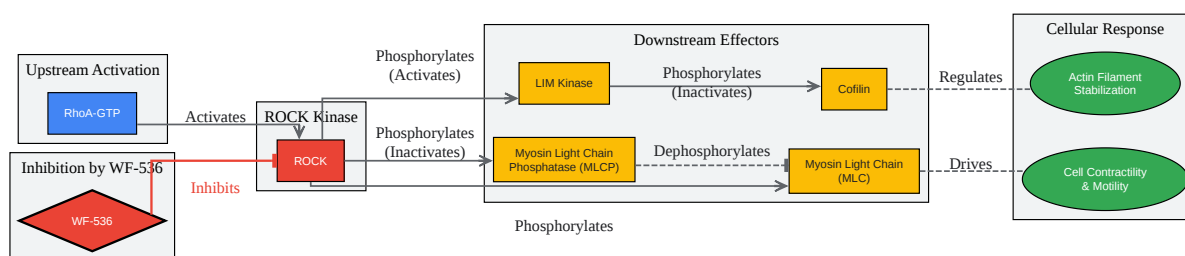 Upstream Activation
RhoA-GTP
Activates
Inhibition by WF-536
WF-536
Inhibits
ROCK Kinase
ROCK
Phosphorylates
(Activates)
Phosphorylates
(Inactivates)
Downstream Effectors
LIM Kinase
Phosphorylates
(Inactivates)
Cofilin
Myosin Light Chain
Phosphatase (MLCP)
Dephosphorylates
Myosin Light Chain
(MLC)
Phosphorylates
Regulates
Drives
Cellular Response
Actin Filament
Stabilization
Cell Contractility
& Motility